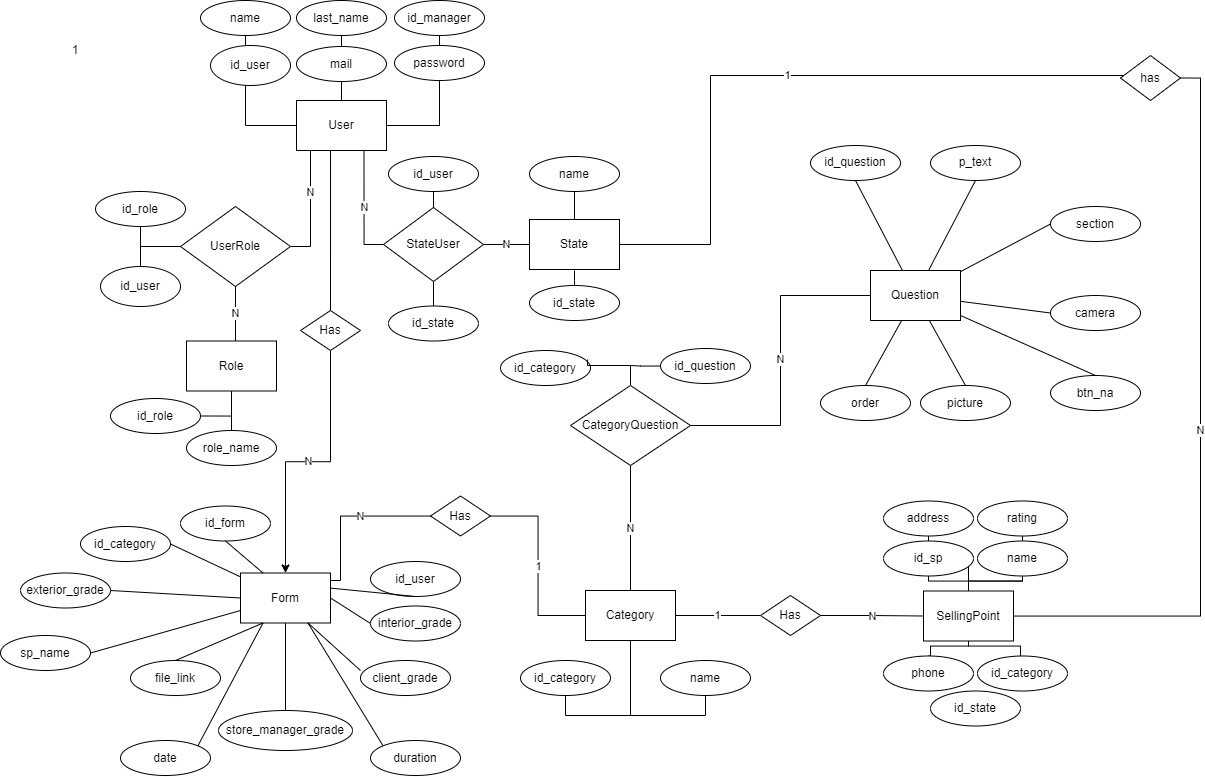 name
last_name
id_manager
1
id_user
mail
password
1
has
User
id_question
p_text
id_user
name
N
id_role
N
section
UserRole
StateUser
N
State
id_user
Question
id_state
id_state
N
camera
Has
Role
N
id_category
id_question
btn_na
order
picture
id_role
CategoryQuestion
N
role_name
N
id_form
N
Has
N
address
rating
id_category
id_sp
name
1
id_user
exterior_grade
Form
Category
1
Has
N
SellingPoint
interior_grade
sp_name
file_link
client_grade
id_category
name
phone
id_category
id_state
store_manager_grade
date
duration